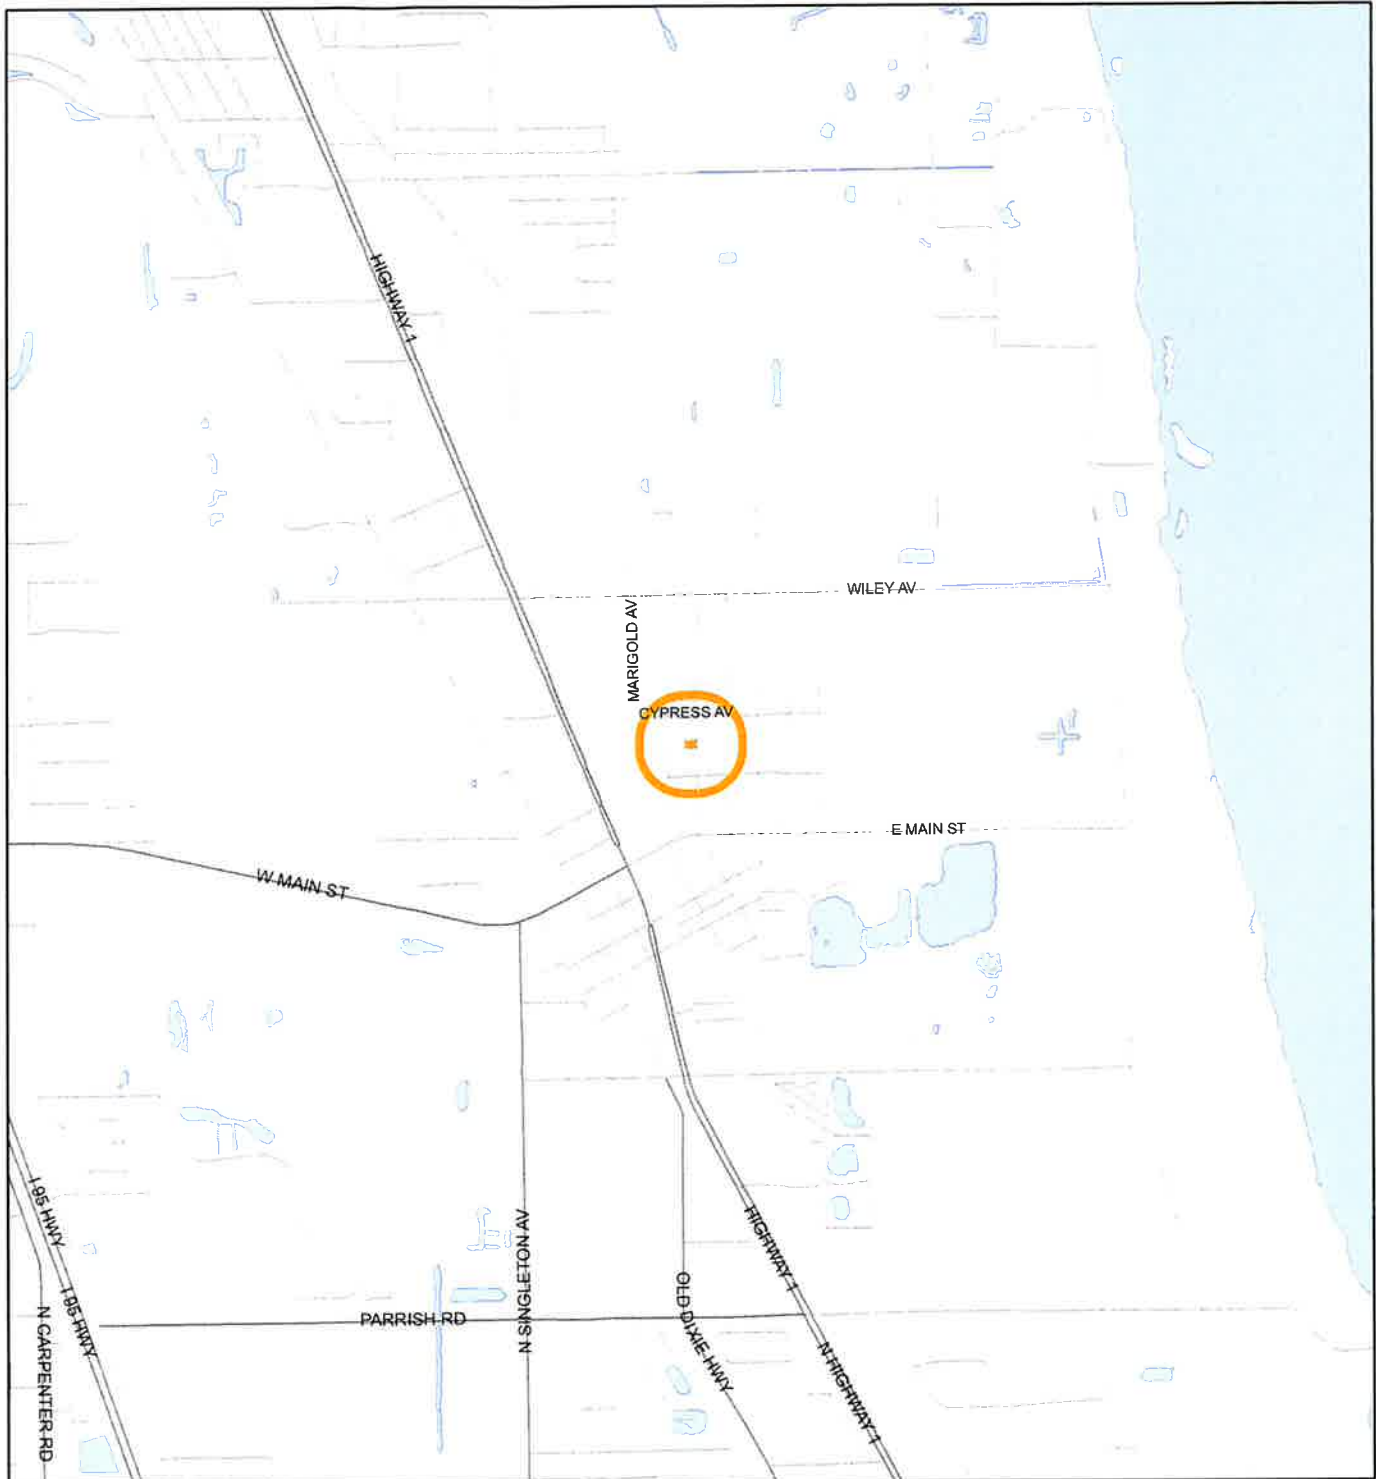 HIGHWAY 1
WILEY AV
MARIGOLD AV
CYPRESS AV
E MAIN ST
W MAIN ST
I 95 HWY
I 95 HWY
N CARPENTER RD
PARRISH RD
N SINGLETON AV
OLD DIXIE HWY
HIGHWAY 1
N HIGHWAY 1